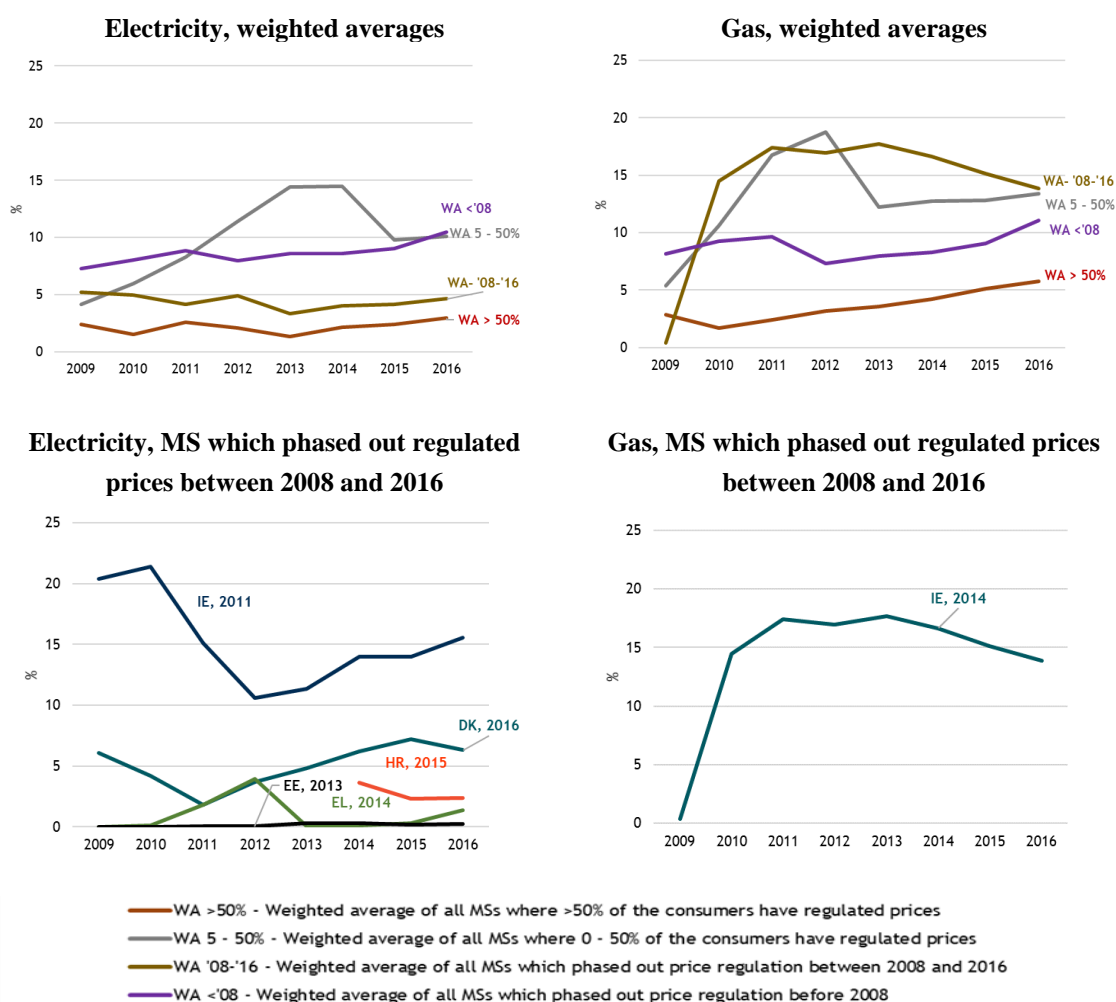 Electricity, weighted averages
25
20
15
10
5
0
%
WA <'08
WA 5 - 50%
WA- '08-'16
WA > 50%
2009 2010 2011 2012 2013 2014 2015 2016
Gas, weighted averages
25
20
15
10
5
0
%
WA- '08-'16
WA 5 - 50%
WA <'08
WA > 50%
2009 2010 2011 2012 2013 2014 2015 2016
Electricity, MS which phased out regulated
prices between 2008 and 2016
25
20
15
10
5
0
%
IE, 2011
DK, 2016
HR, 2015
EE, 2013
EL, 2014
2009 2010 2011 2012 2013 2014 2015 2016
Gas, MS which phased out regulated prices
between 2008 and 2016
25
20
15
10
5
0
%
IE, 2014
2009 2010 2011 2012 2013 2014 2015 2016
WA >50% - Weighted average of all MSs where >50% of the consumers have regulated prices
WA 5 - 50% - Weighted average of all MSs where 0 - 50% of the consumers have regulated prices
WA '08-'16 - Weighted average of all MSs which phased out price regulation between 2008 and 2016
WA <'08 - Weighted average of all MSs which phased out price regulation before 2008